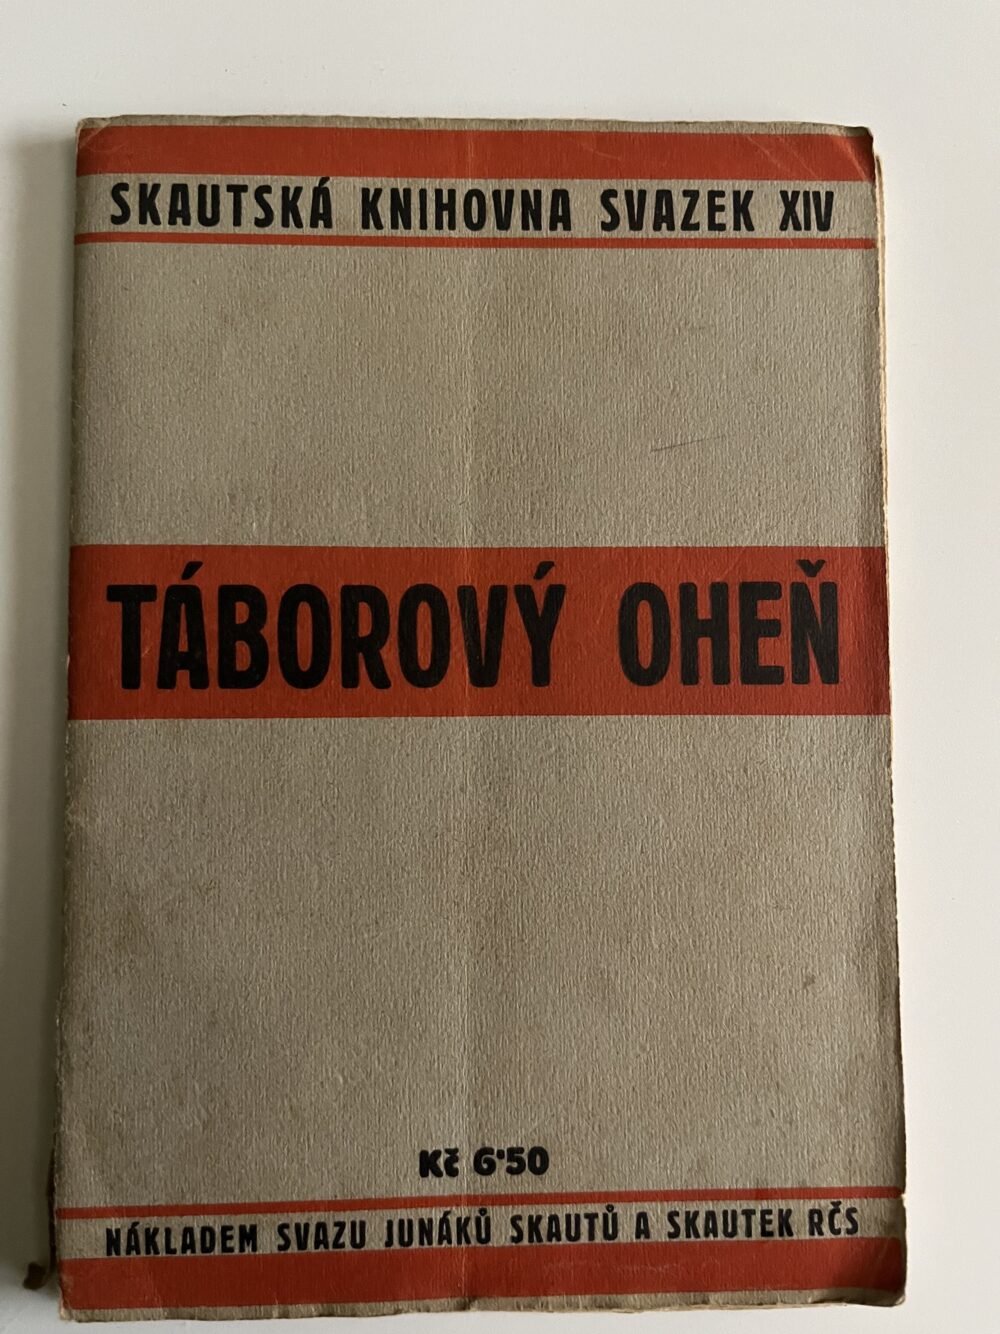 SKAUTSKÁ KNIHOVNA SVAZEK XIV
TÁBOROVÝ OHEŇ
Kč 6·50
NÁKLADEM SVAZU JUNÁKŮ SKAUTŮ A SKAUTEK RČS